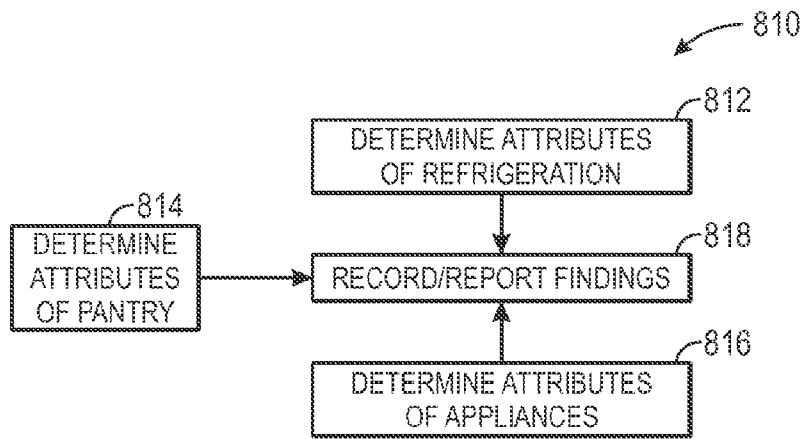 810
812
DETERMINE ATTRIBUTES
OF REFRIGERATION
814
DETERMINE
ATTRIBUTES
OF PANTRY
818
RECORD/REPORT FINDINGS
816
DETERMINE ATTRIBUTES
OF APPLIANCES